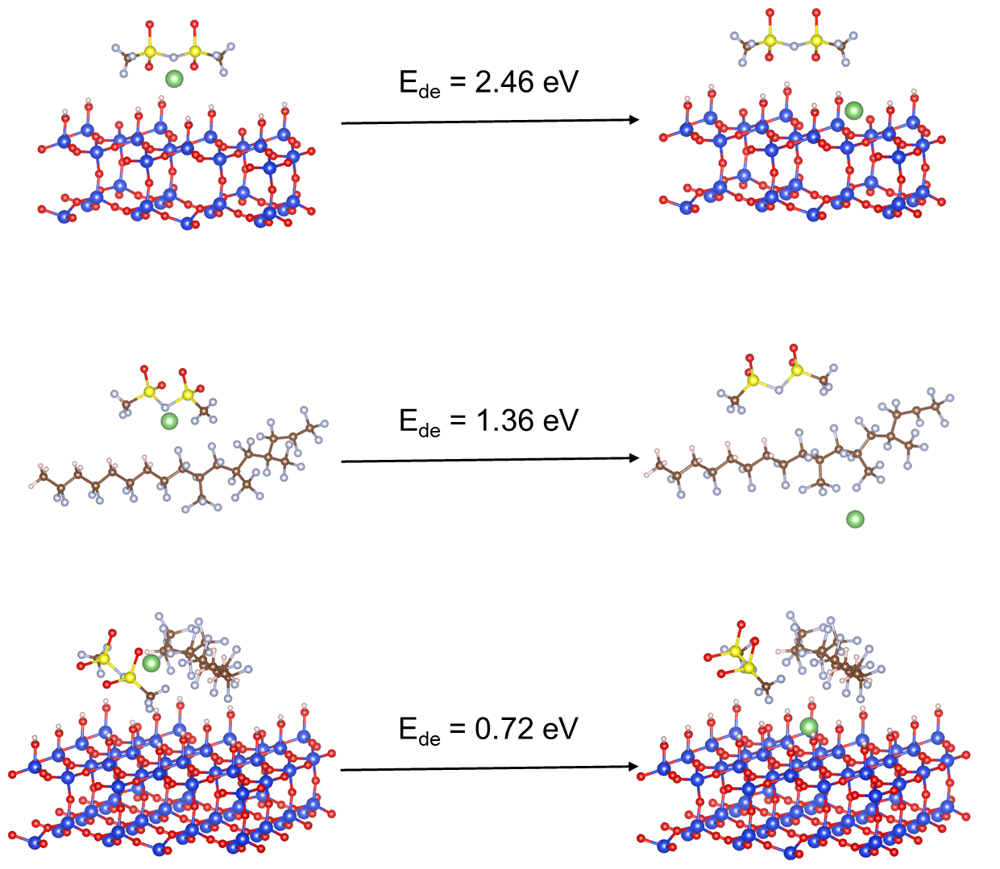 E_de = 2.46 eV
E_de = 1.36 eV
E_de = 0.72 eV